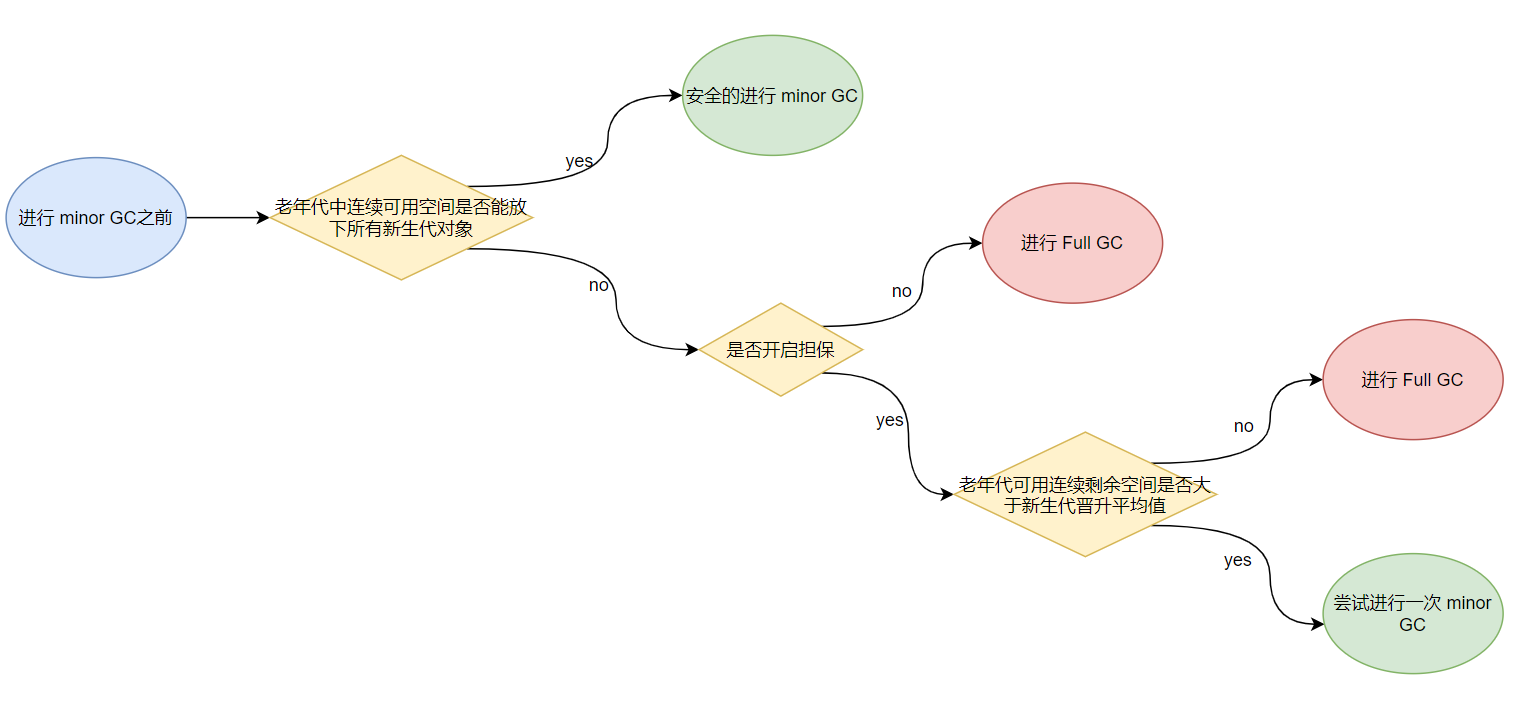 安全的进行 minor GC
yes
进行 minor GC之前
老年代中连续可用空间是否能放
下所有新生代对象
no
进行 Full GC
no
是否开启担保
yes
进行 Full GC
no
老年代可用连续剩余空间是否大
于新生代晋升平均值
yes
尝试进行一次 minor
GC